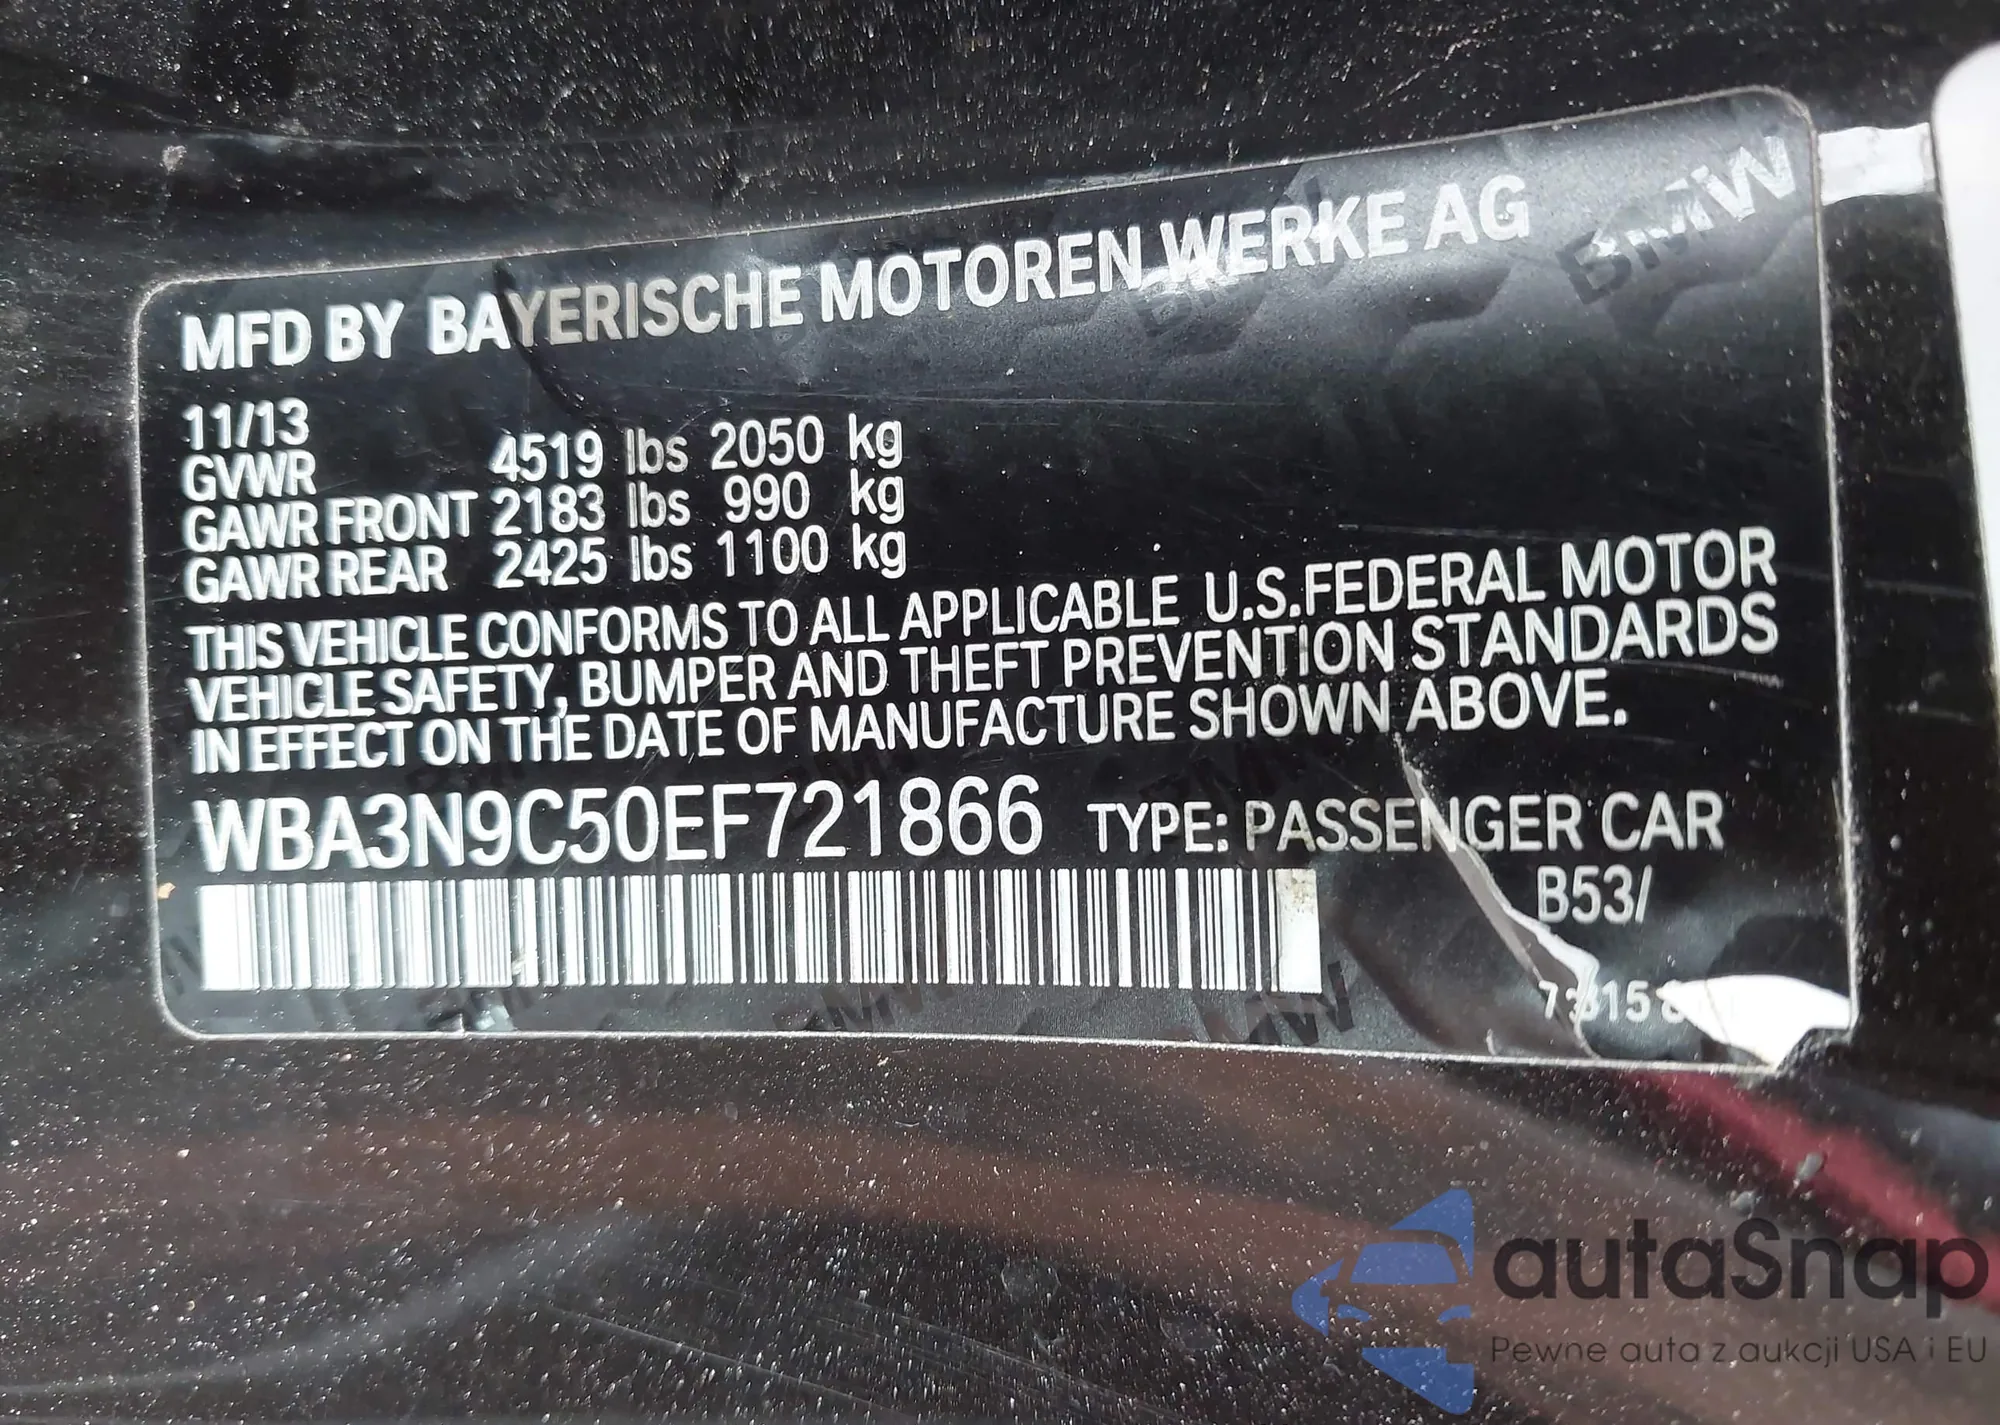 MFD BY BAYERISCHE MOTOREN WERKE AG
BMW
11/13
GVWR 4519 lbs 2050 kg
GAWR FRONT 2183 lbs 990 kg
GAWR REAR 2425 lbs 1100 kg
THIS VEHICLE CONFORMS TO ALL APPLICABLE U.S.FEDERAL MOTOR
VEHICLE SAFETY, BUMPER AND THEFT PREVENTION STANDARDS
IN EFFECT ON THE DATE OF MANUFACTURE SHOWN ABOVE.
WBA3N9C50EF721866 TYPE: PASSENGER CAR
B53/
BMW
autaSnap
Pewne auta z aukcji USA i EU